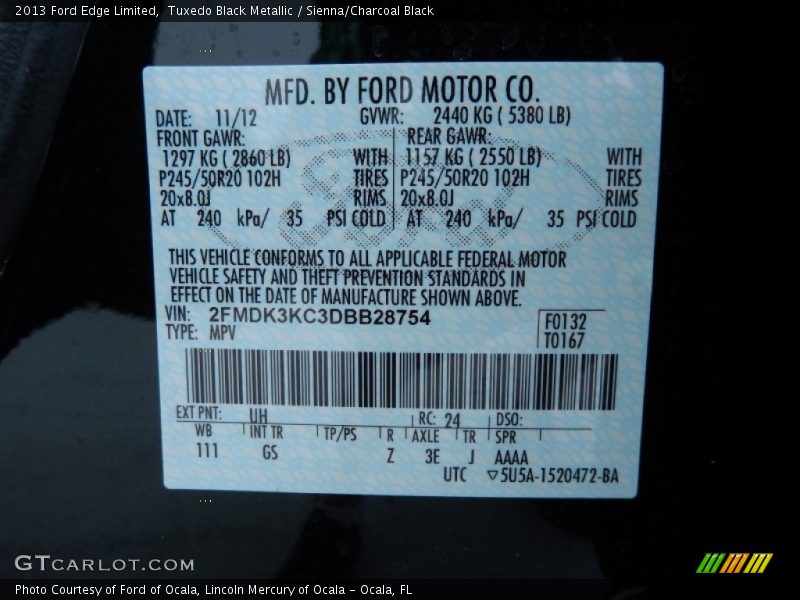 2013 Ford Edge Limited,  Tuxedo Black Metallic / Sienna/Charcoal Black
MFD. BY FORD MOTOR CO.
DATE: 11/12 GVWR: 2440 KG ( 5380 LB)
FRONT GAWR: REAR GAWR:
1297 KG ( 2860 LB) WITH 1157 KG ( 2550 LB) WITH
P245/50R20 102H TIRES P245/50R20 102H TIRES
20x8.0J RIMS 20x8.0J RIMS
AT 240 kPa/ 35 PSI COLD AT 240 kPa/ 35 PSI COLD
THIS VEHICLE CONFORMS TO ALL APPLICABLE FEDERAL MOTOR
VEHICLE SAFETY AND THEFT PREVENTION STANDARDS IN
EFFECT ON THE DATE OF MANUFACTURE SHOWN ABOVE.
VIN: 2FMDK3KC3DBB28754 F0132
TYPE: MPV T0167
EXT PNT: UH RC: 24 DSO:
WB INT TR TP/PS R AXLE TR SPR
111 GS Z 3E J AAAA
UTC ▽5U5A-1520472-BA
GTCARLOT.COM
Photo Courtesy of Ford of Ocala, Lincoln Mercury of Ocala - Ocala, FL